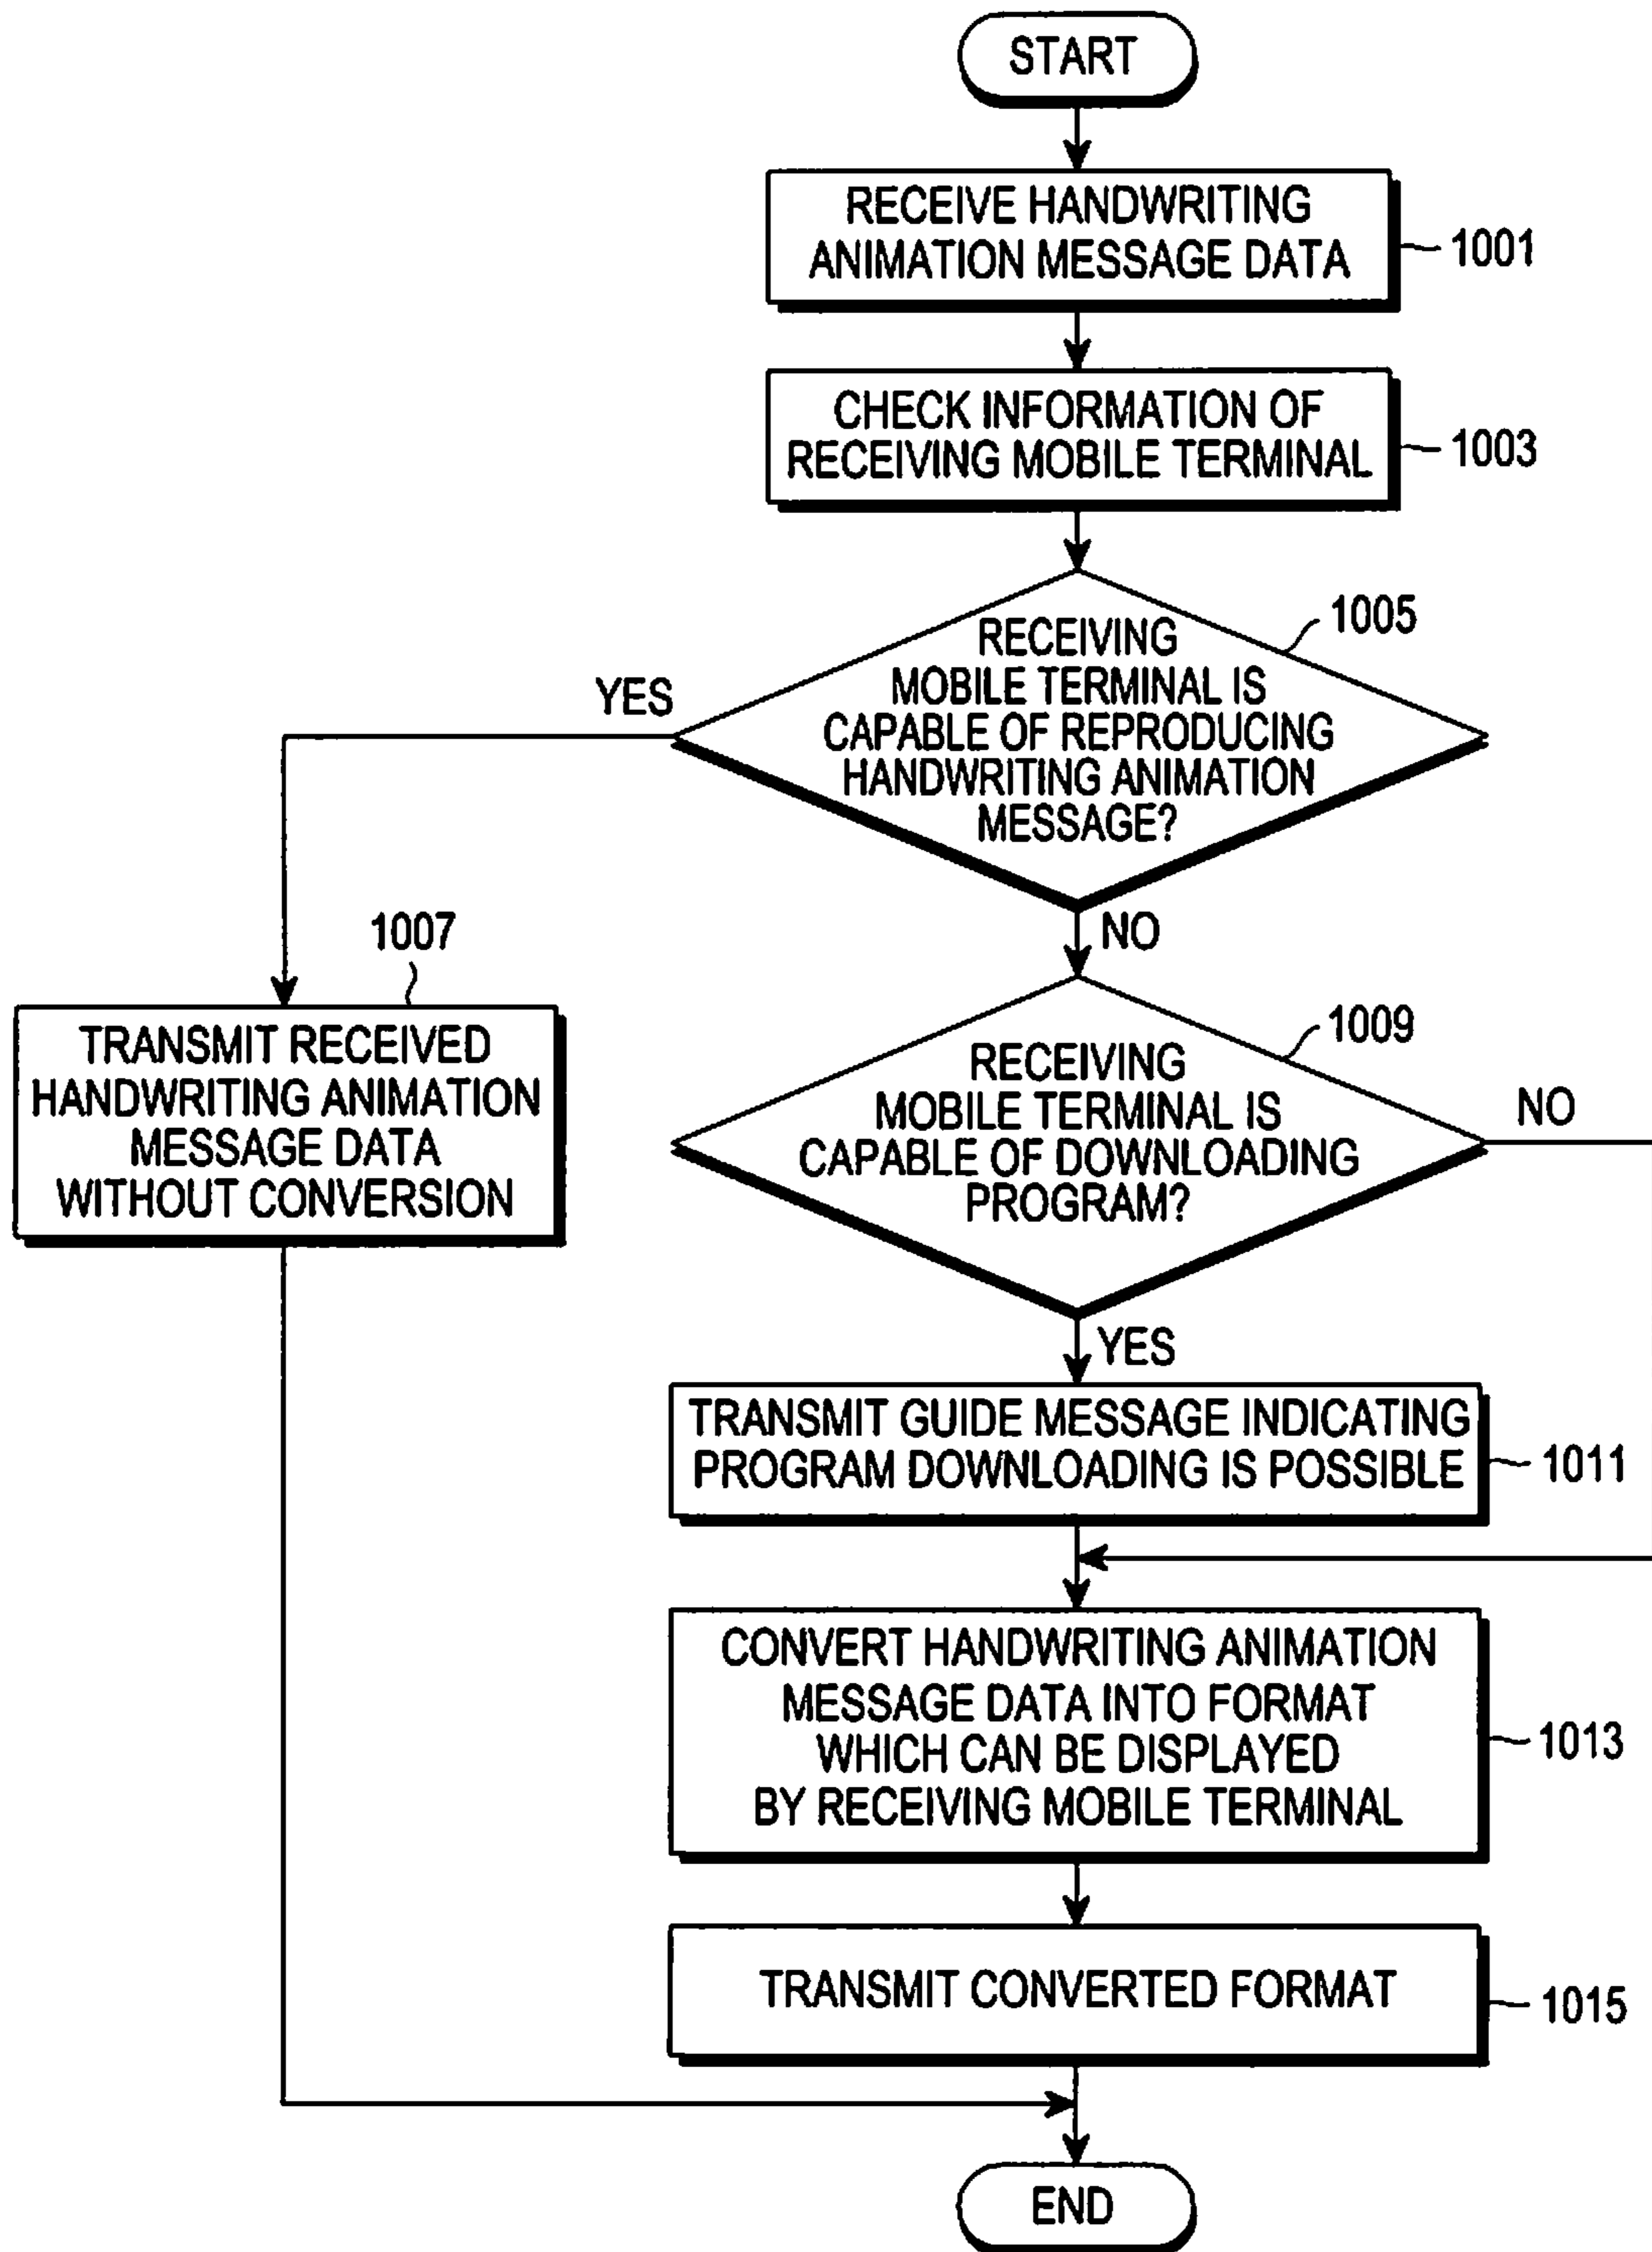 START
RECEIVE HANDWRITING
ANIMATION MESSAGE DATA
1001
CHECK INFORMATION OF
RECEIVING MOBILE TERMINAL
1003
RECEIVING
MOBILE TERMINAL IS
CAPABLE OF REPRODUCING
HANDWRITING ANIMATION
MESSAGE?
1005
YES
NO
1007
TRANSMIT RECEIVED
HANDWRITING ANIMATION
MESSAGE DATA
WITHOUT CONVERSION
RECEIVING
MOBILE TERMINAL IS
CAPABLE OF DOWNLOADING
PROGRAM?
1009
NO
YES
TRANSMIT GUIDE MESSAGE INDICATING
PROGRAM DOWNLOADING IS POSSIBLE
1011
CONVERT HANDWRITING ANIMATION
MESSAGE DATA INTO FORMAT
WHICH CAN BE DISPLAYED
BY RECEIVING MOBILE TERMINAL
1013
TRANSMIT CONVERTED FORMAT
1015
END